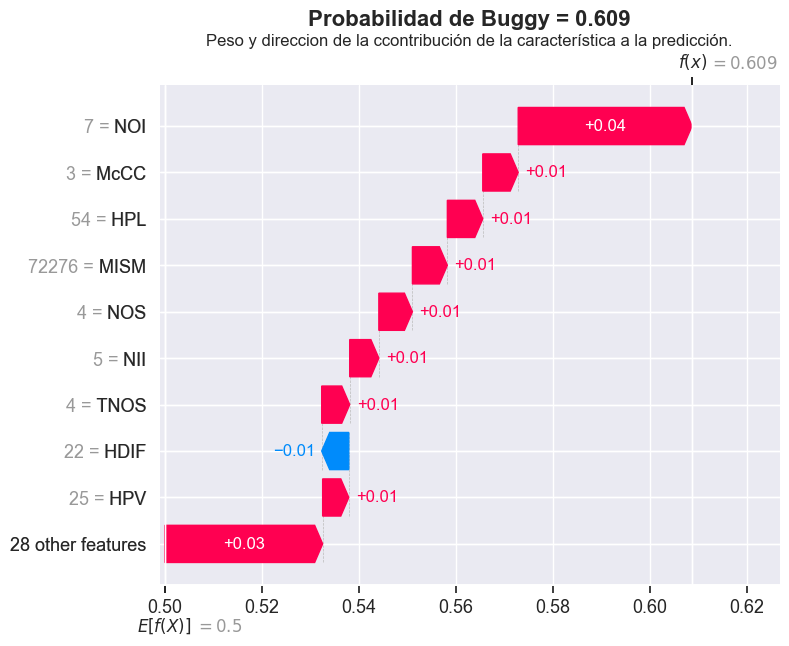 Probabilidad de Buggy = 0.609
Peso y direccion de la ccontribución de la característica a la predicción.
f(x) = 0.609
7 = NOI +0.04
3 = McCC +0.01
54 = HPL +0.01
72276 = MISM +0.01
4 = NOS +0.01
5 = NII +0.01
4 = TNOS +0.01
22 = HDIF −0.01
25 = HPV +0.01
28 other features +0.03
0.50 0.52 0.54 0.56 0.58 0.60 0.62
E[f(X)] = 0.5